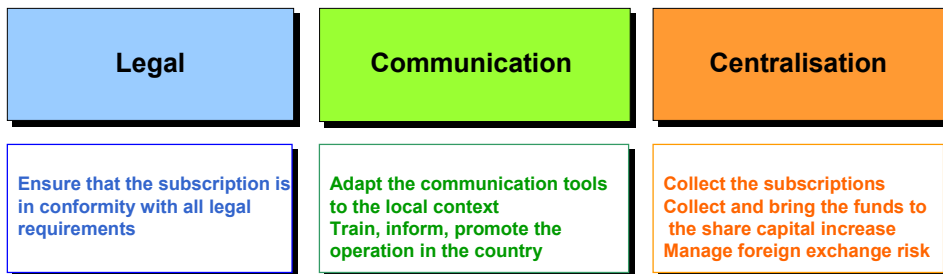 Legal
Communication
Centralisation
Ensure that the subscription is
in conformity with all legal
requirements
Adapt the communication tools
to the local context
Train, inform, promote the
operation in the country
Collect the subscriptions
Collect and bring the funds to
the share capital increase
Manage foreign exchange risk